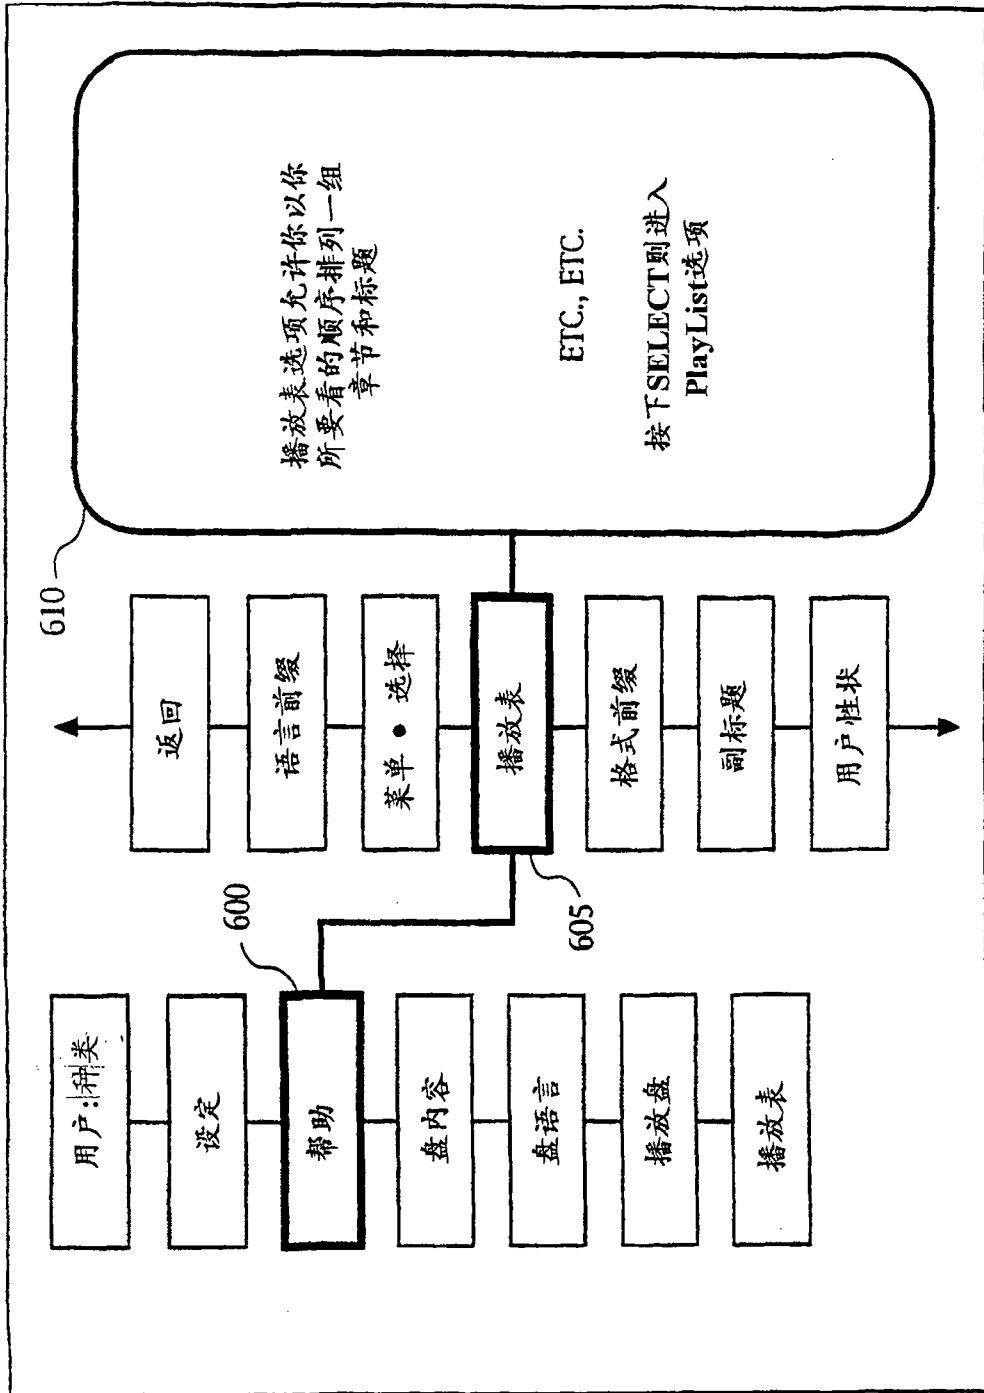 用户:种类
设定
帮助
盘内容
盘语言
播放盘
播放表
600
返回
语言前缀
菜单 • 选择
播放表
格式前缀
副标题
用户性状
605
610
播放表选项允许你以你
所要看的顺序排列一组
章节和标题
ETC., ETC.
按下SELECT则进入
PlayList选项